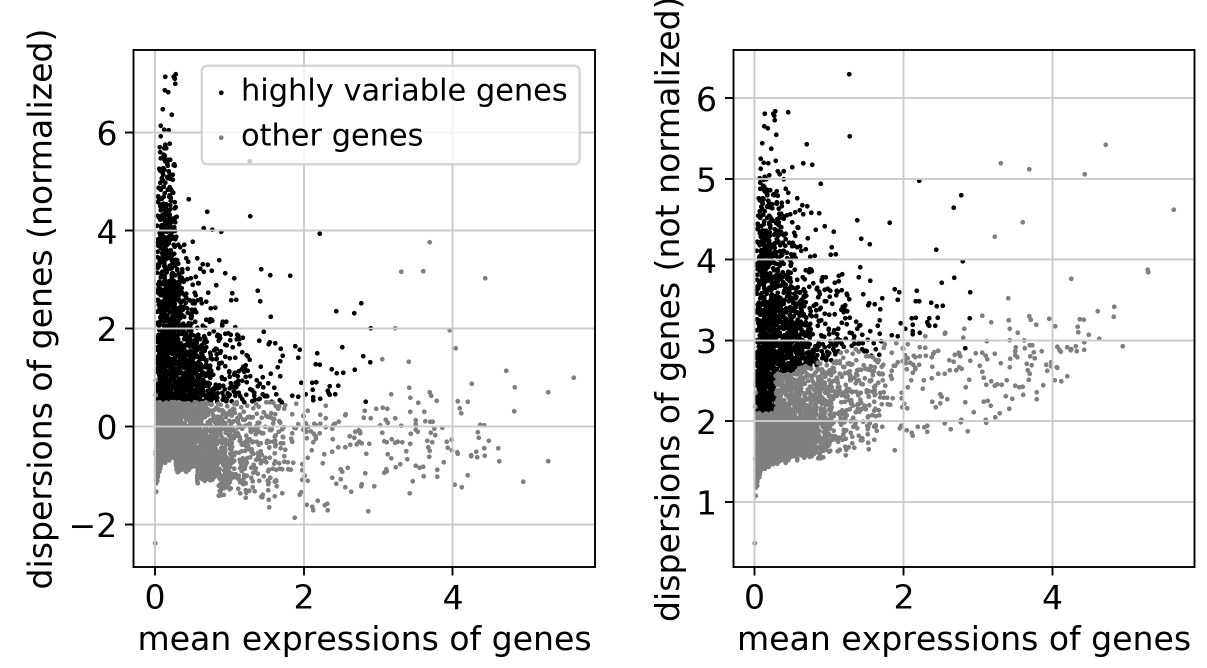 dispersions of genes (normalized)
6
4
2
0
−2
highly variable genes
other genes
0
2
4
mean expressions of genes
dispersions of genes (not normalized)
6
5
4
3
2
1
0
2
4
mean expressions of genes